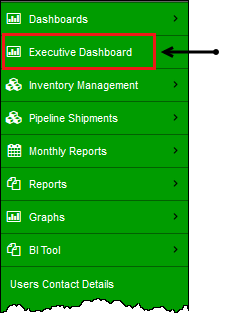 Dashboards
Executive Dashboard
Inventory Management
Pipeline Shipments
Monthly Reports
Reports
Graphs
BI Tool
Users Contact Details